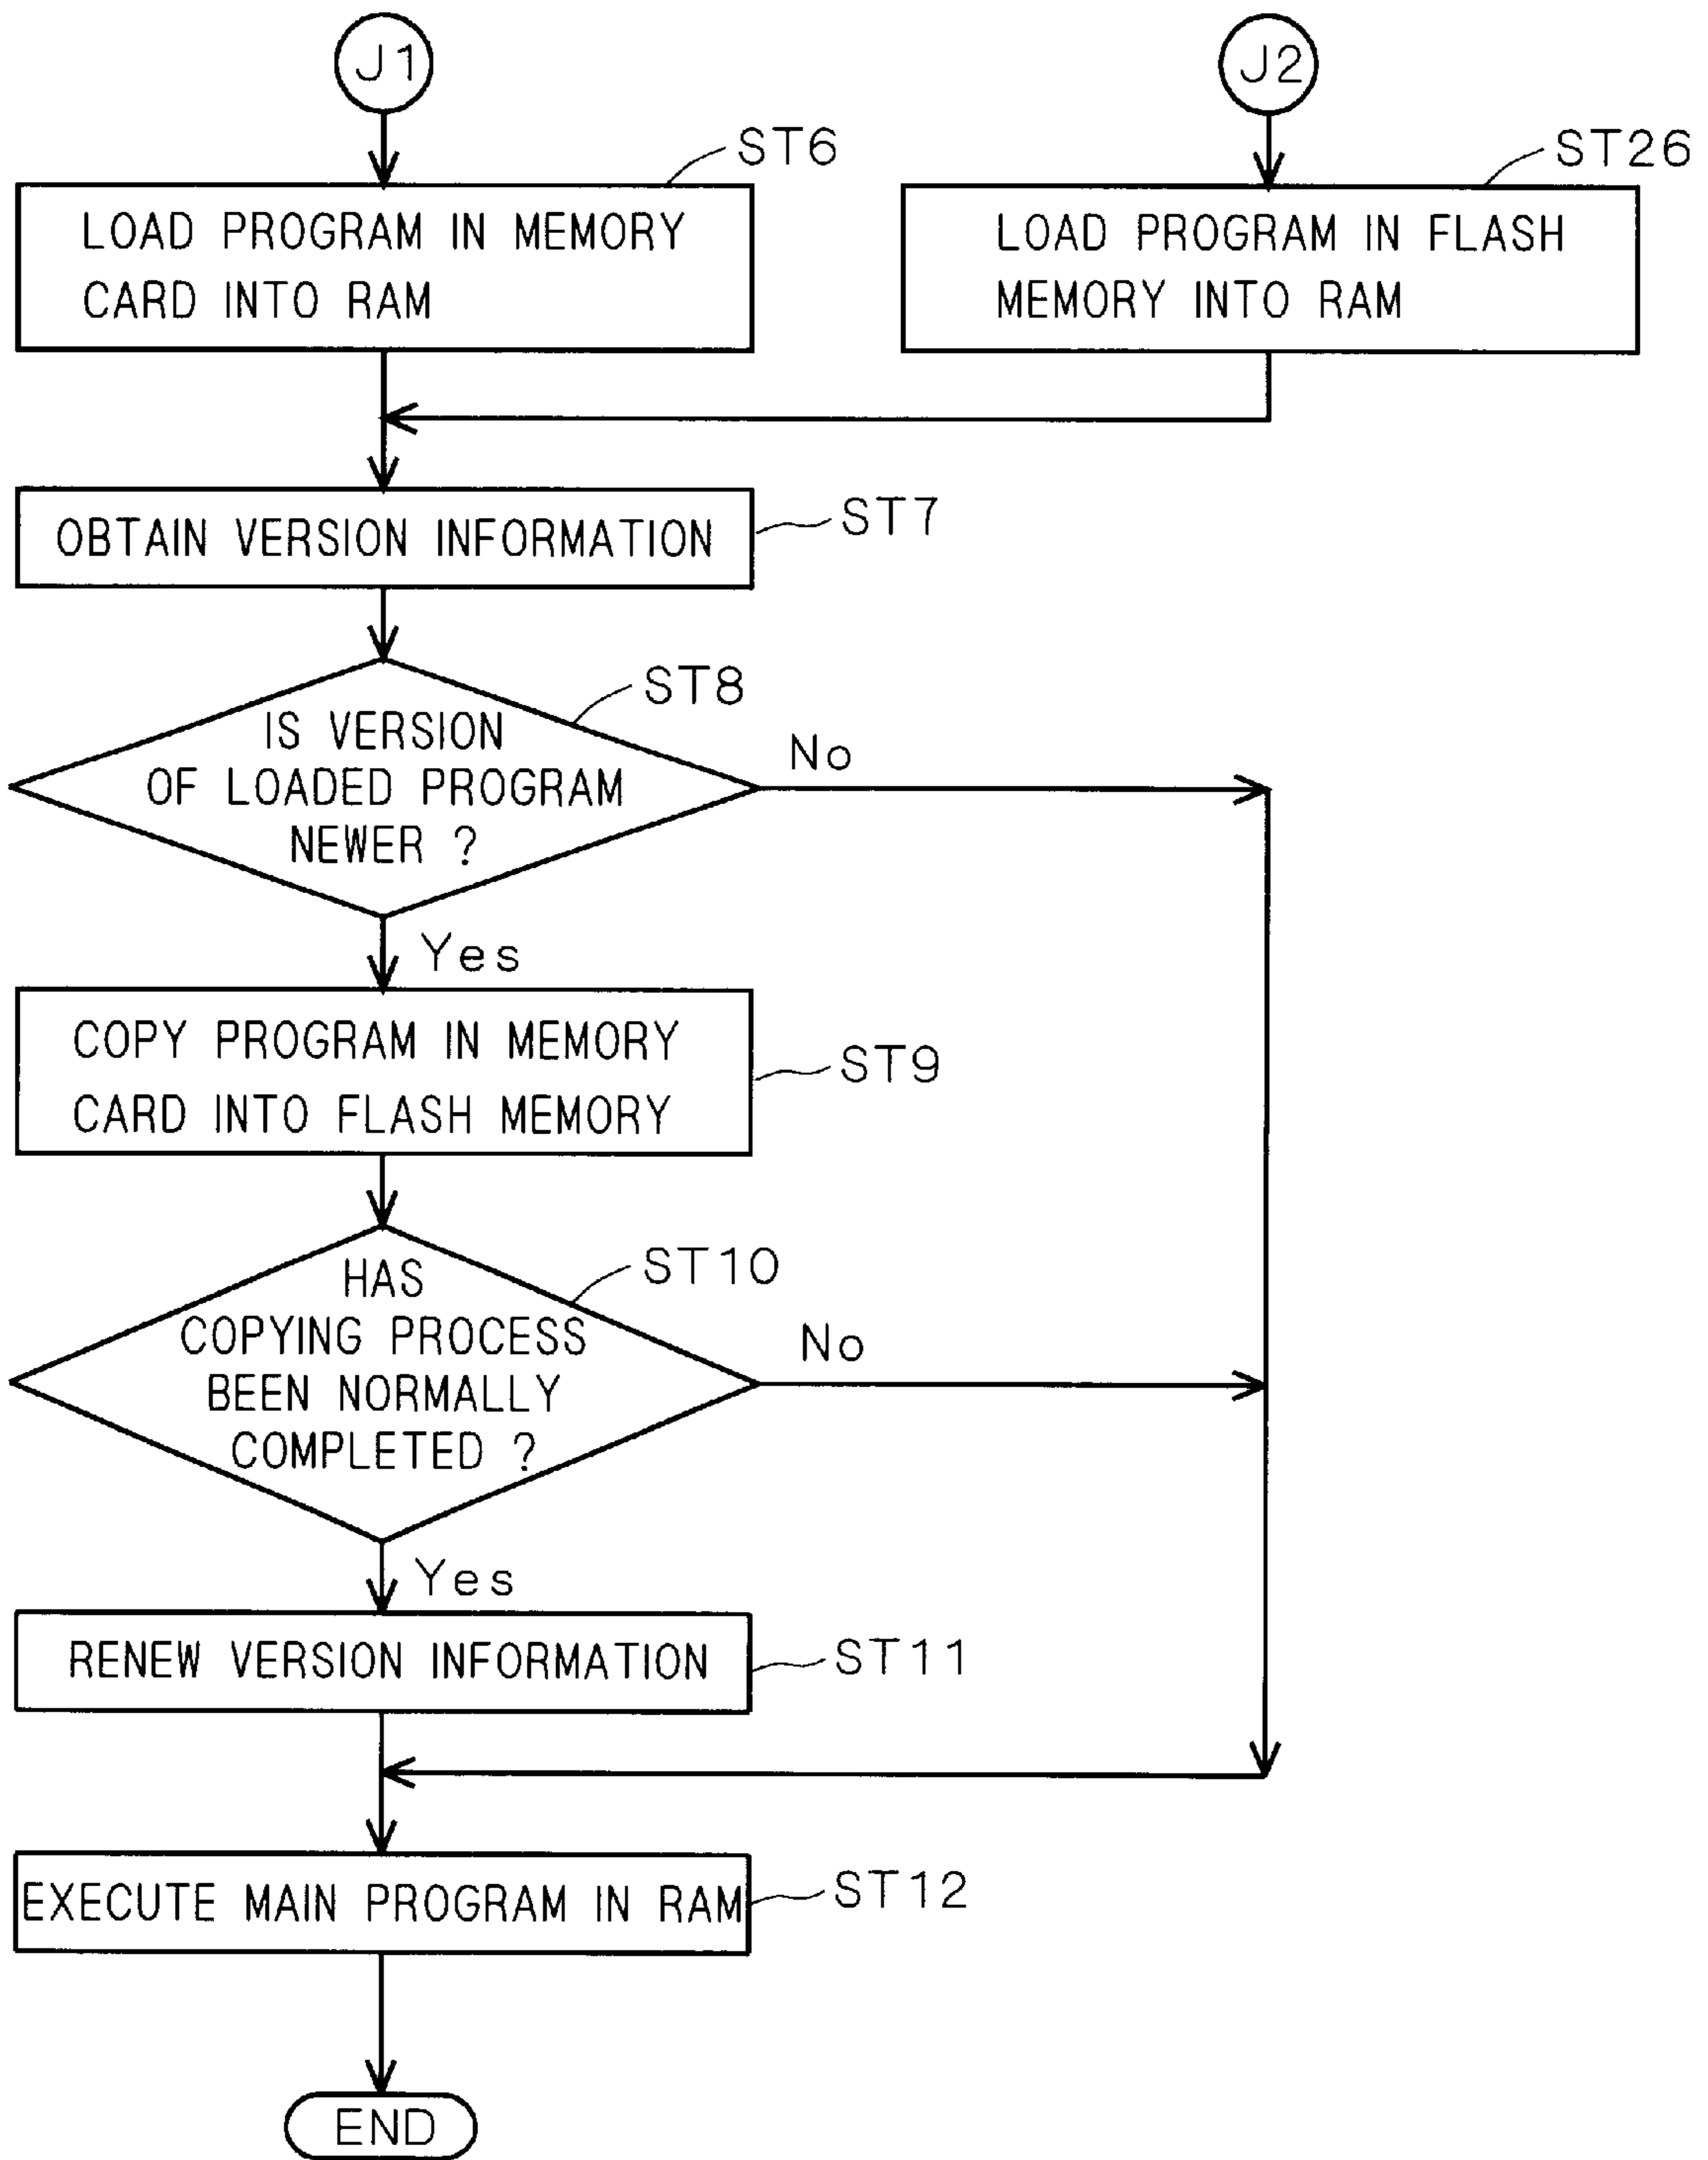 J1
J2
ST6
ST26
LOAD PROGRAM IN MEMORY
CARD INTO RAM
LOAD PROGRAM IN FLASH
MEMORY INTO RAM
OBTAIN VERSION INFORMATION
ST7
ST8
IS VERSION
OF LOADED PROGRAM
NEWER ?
No
Yes
COPY PROGRAM IN MEMORY
CARD INTO FLASH MEMORY
ST9
ST10
HAS
COPYING PROCESS
BEEN NORMALLY
COMPLETED ?
No
Yes
RENEW VERSION INFORMATION
ST11
EXECUTE MAIN PROGRAM IN RAM
ST12
END